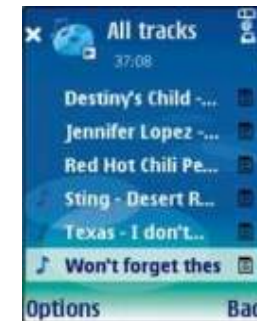 All tracks
37:08
Destiny's Child -...
Jennifer Lopez -...
Red Hot Chili Pe...
Sting - Desert R...
Texas - I don't...
Won't forget thes
Options Bac